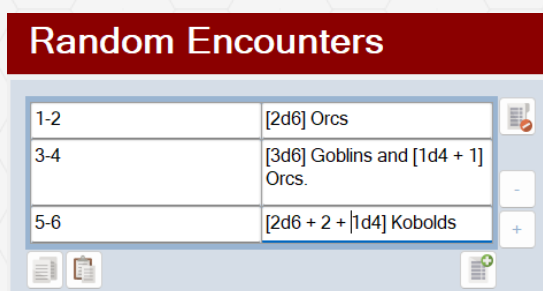 Random Encounters
1-2 [2d6] Orcs
3-4 [3d6] Goblins and [1d4 + 1]
Orcs.
5-6 [2d6 + 2 + 1d4] Kobolds
-
+